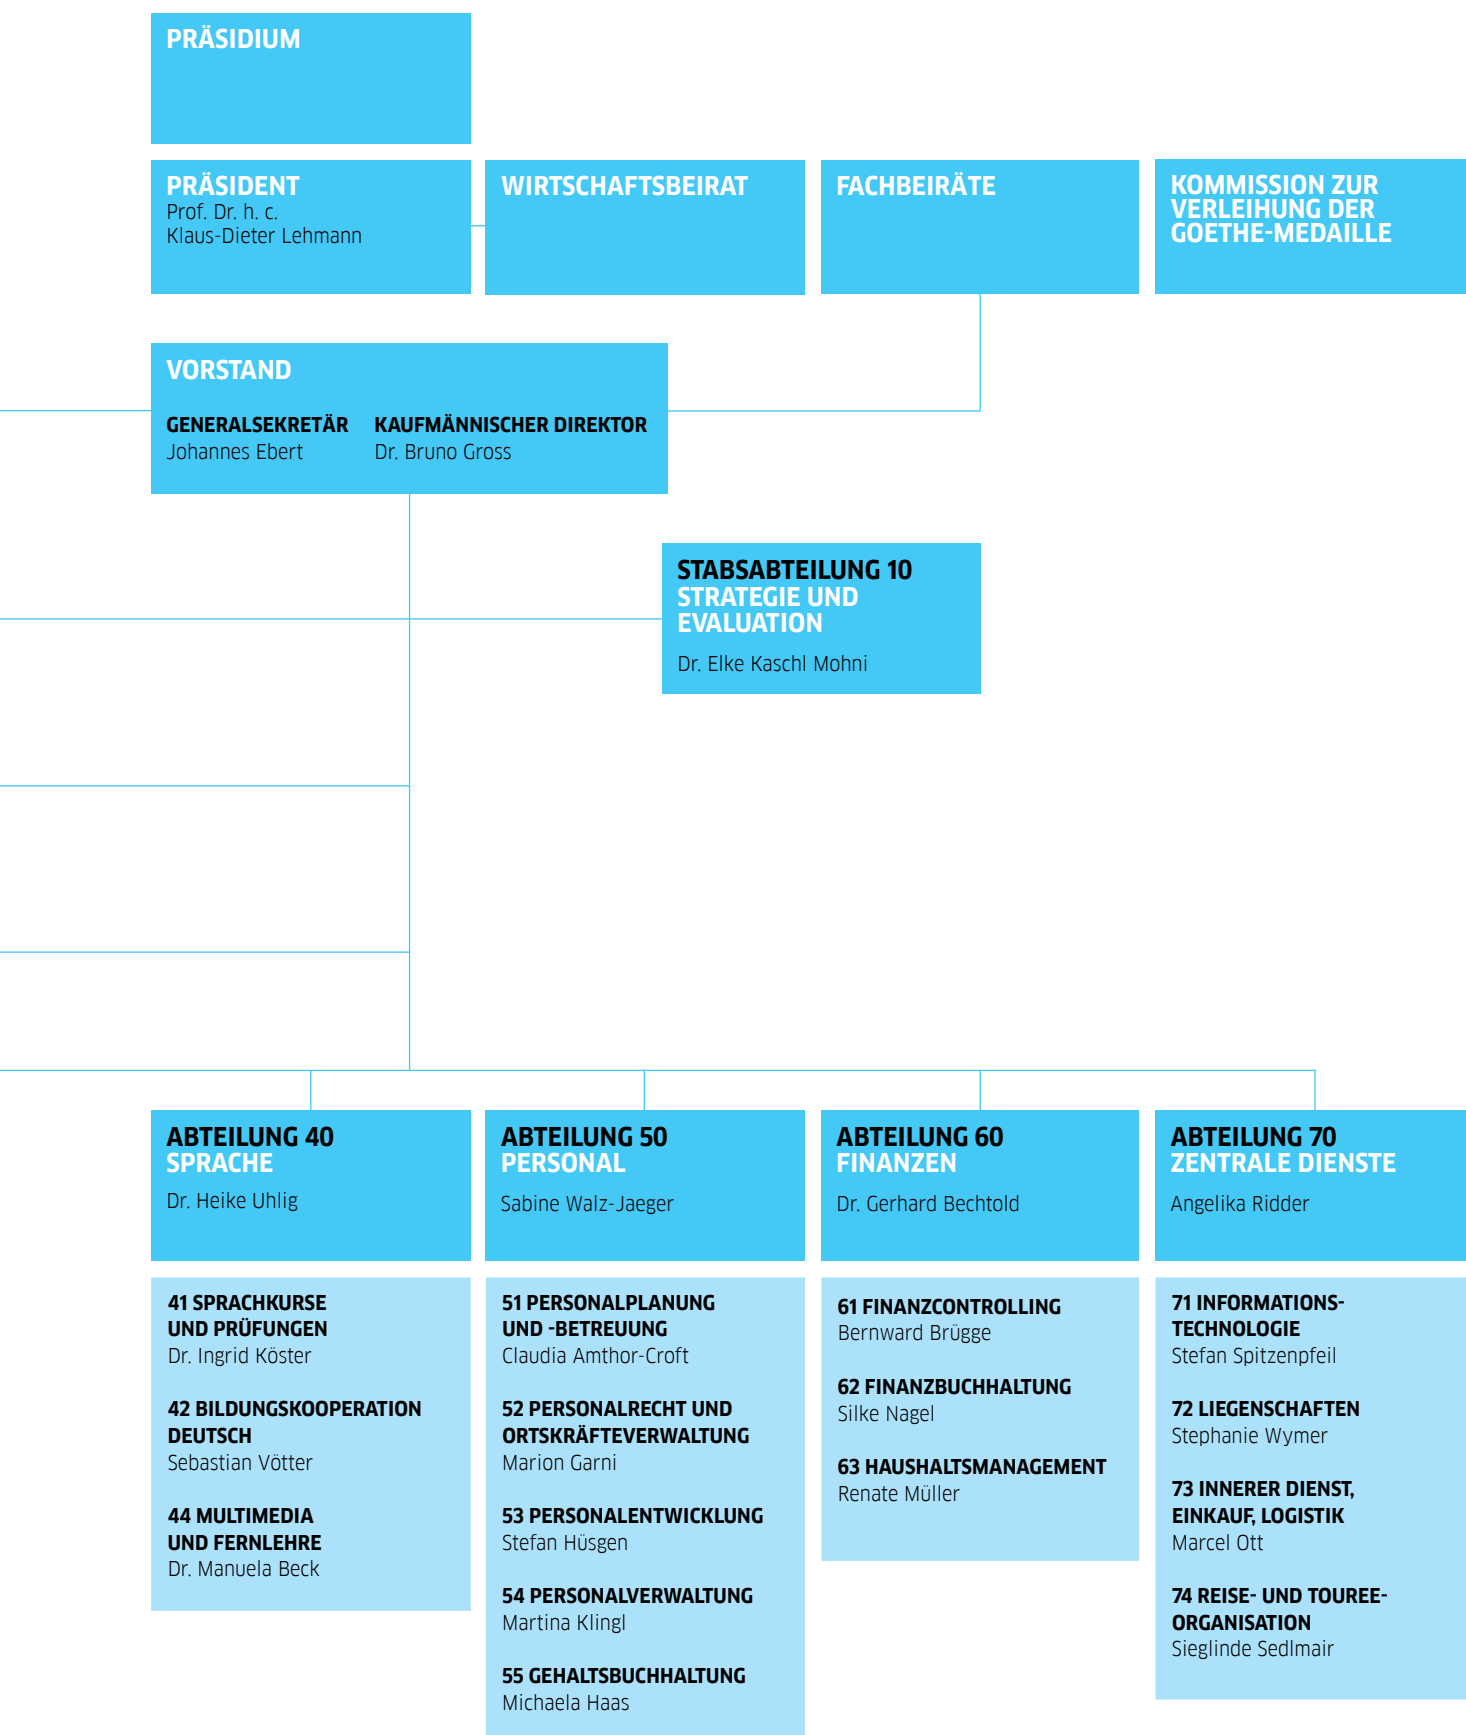 PRÄSIDIUM
PRÄSIDENT
Prof. Dr. h. c.
Klaus-Dieter Lehmann
WIRTSCHAFTSBEIRAT
FACHBEIRÄTE
KOMMISSION ZUR
VERLEIHUNG DER
GOETHE-MEDAILLE
VORSTAND
GENERALSEKRETÄR
Johannes Ebert
KAUFMÄNNISCHER DIREKTOR
Dr. Bruno Gross
STABSABTEILUNG 10
STRATEGIE UND
EVALUATION
Dr. Elke Kaschl Mohni
ABTEILUNG 40
SPRACHE
Dr. Heike Uhlig
41 SPRACHKURSE
UND PRÜFUNGEN
Dr. Ingrid Köster
42 BILDUNGSKOOPERATION
DEUTSCH
Sebastian Vötter
44 MULTIMEDIA
UND FERNLEHRE
Dr. Manuela Beck
ABTEILUNG 50
PERSONAL
Sabine Walz-Jaeger
51 PERSONALPLANUNG
UND -BETREUUNG
Claudia Amthor-Croft
52 PERSONALRECHT UND
ORTSKRÄFTEVERWALTUNG
Marion Garni
53 PERSONALENTWICKLUNG
Stefan Hüsgen
54 PERSONALVERWALTUNG
Martina Klingl
55 GEHALTSBUCHHALTUNG
Michaela Haas
ABTEILUNG 60
FINANZEN
Dr. Gerhard Bechtold
61 FINANZCONTROLLING
Bernward Brügge
62 FINANZBUCHHALTUNG
Silke Nagel
63 HAUSHALTSMANAGEMENT
Renate Müller
ABTEILUNG 70
ZENTRALE DIENSTE
Angelika Ridder
71 INFORMATIONS-
TECHNOLOGIE
Stefan Spitzenpfeil
72 LIEGENSCHAFTEN
Stephanie Wymer
73 INNERER DIENST,
EINKAUF, LOGISTIK
Marcel Ott
74 REISE- UND TOUREE-
ORGANISATION
Sieglinde Sedlmair